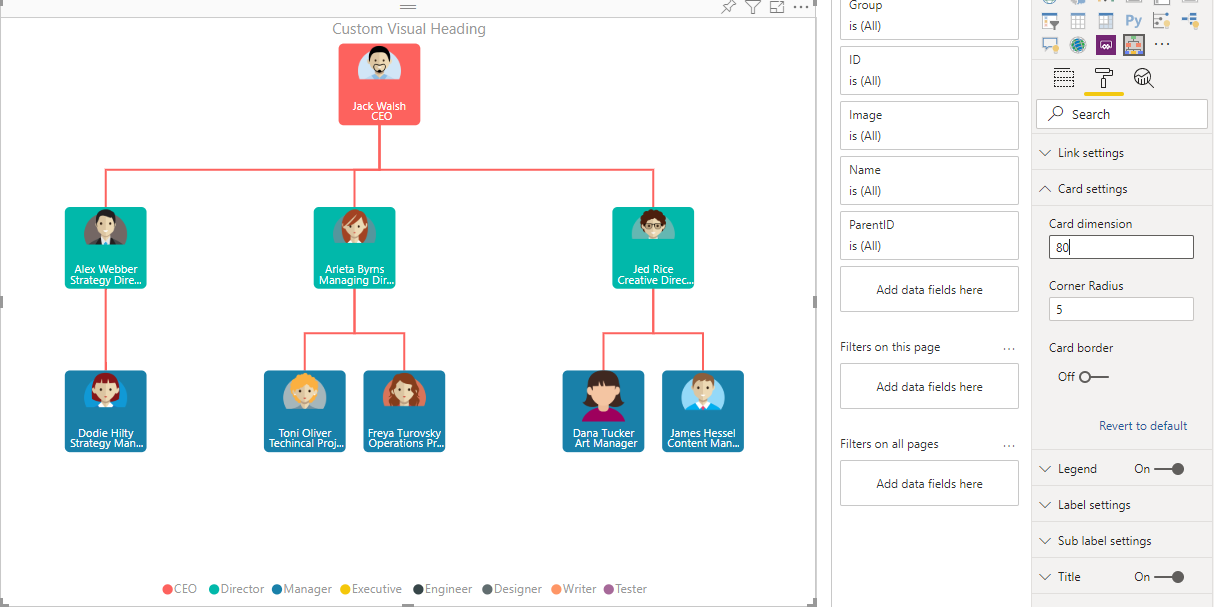 Custom Visual Heading
Jack Walsh
CEO
Alex Webber
Strategy Dire...
Arleta Byrns
Managing Dir...
Jed Rice
Creative Direc...
Dodie Hilty
Strategy Man...
Toni Oliver
Techincal Proj...
Freya Turovsky
Operations Pr...
Dana Tucker
Art Manager
James Hessel
Content Man...
CEO Director Manager Executive Engineer Designer Writer Tester
Group
is (All)
ID
is (All)
Image
is (All)
Name
is (All)
ParentID
is (All)
Add data fields here
Filters on this page ...
Add data fields here
Filters on all pages ...
Add data fields here
Py
...
Search
Link settings
Card settings
Card dimension
80
Corner Radius
5
Card border
Off
Revert to default
Legend On
Label settings
Sub label settings
Title On